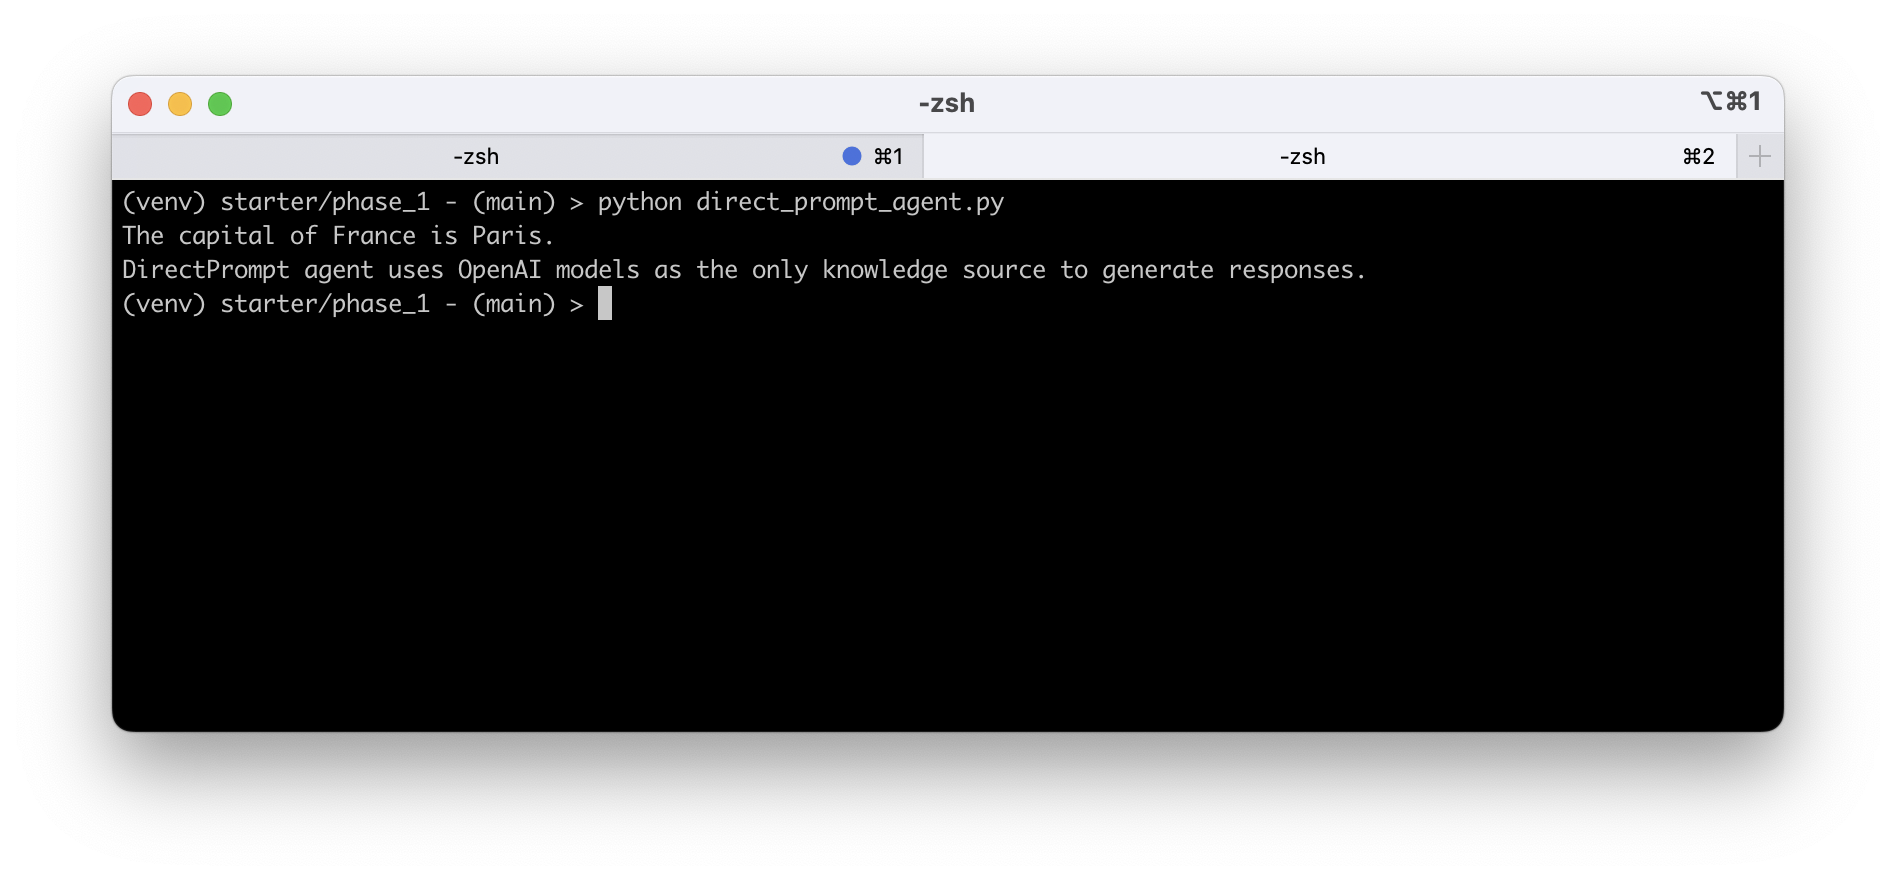 -zsh
⌥⌘1
-zsh ⌘1
-zsh ⌘2
(venv) starter/phase_1 - (main) > python direct_prompt_agent.py
The capital of France is Paris.
DirectPrompt agent uses OpenAI models as the only knowledge source to generate responses.
(venv) starter/phase_1 - (main) >